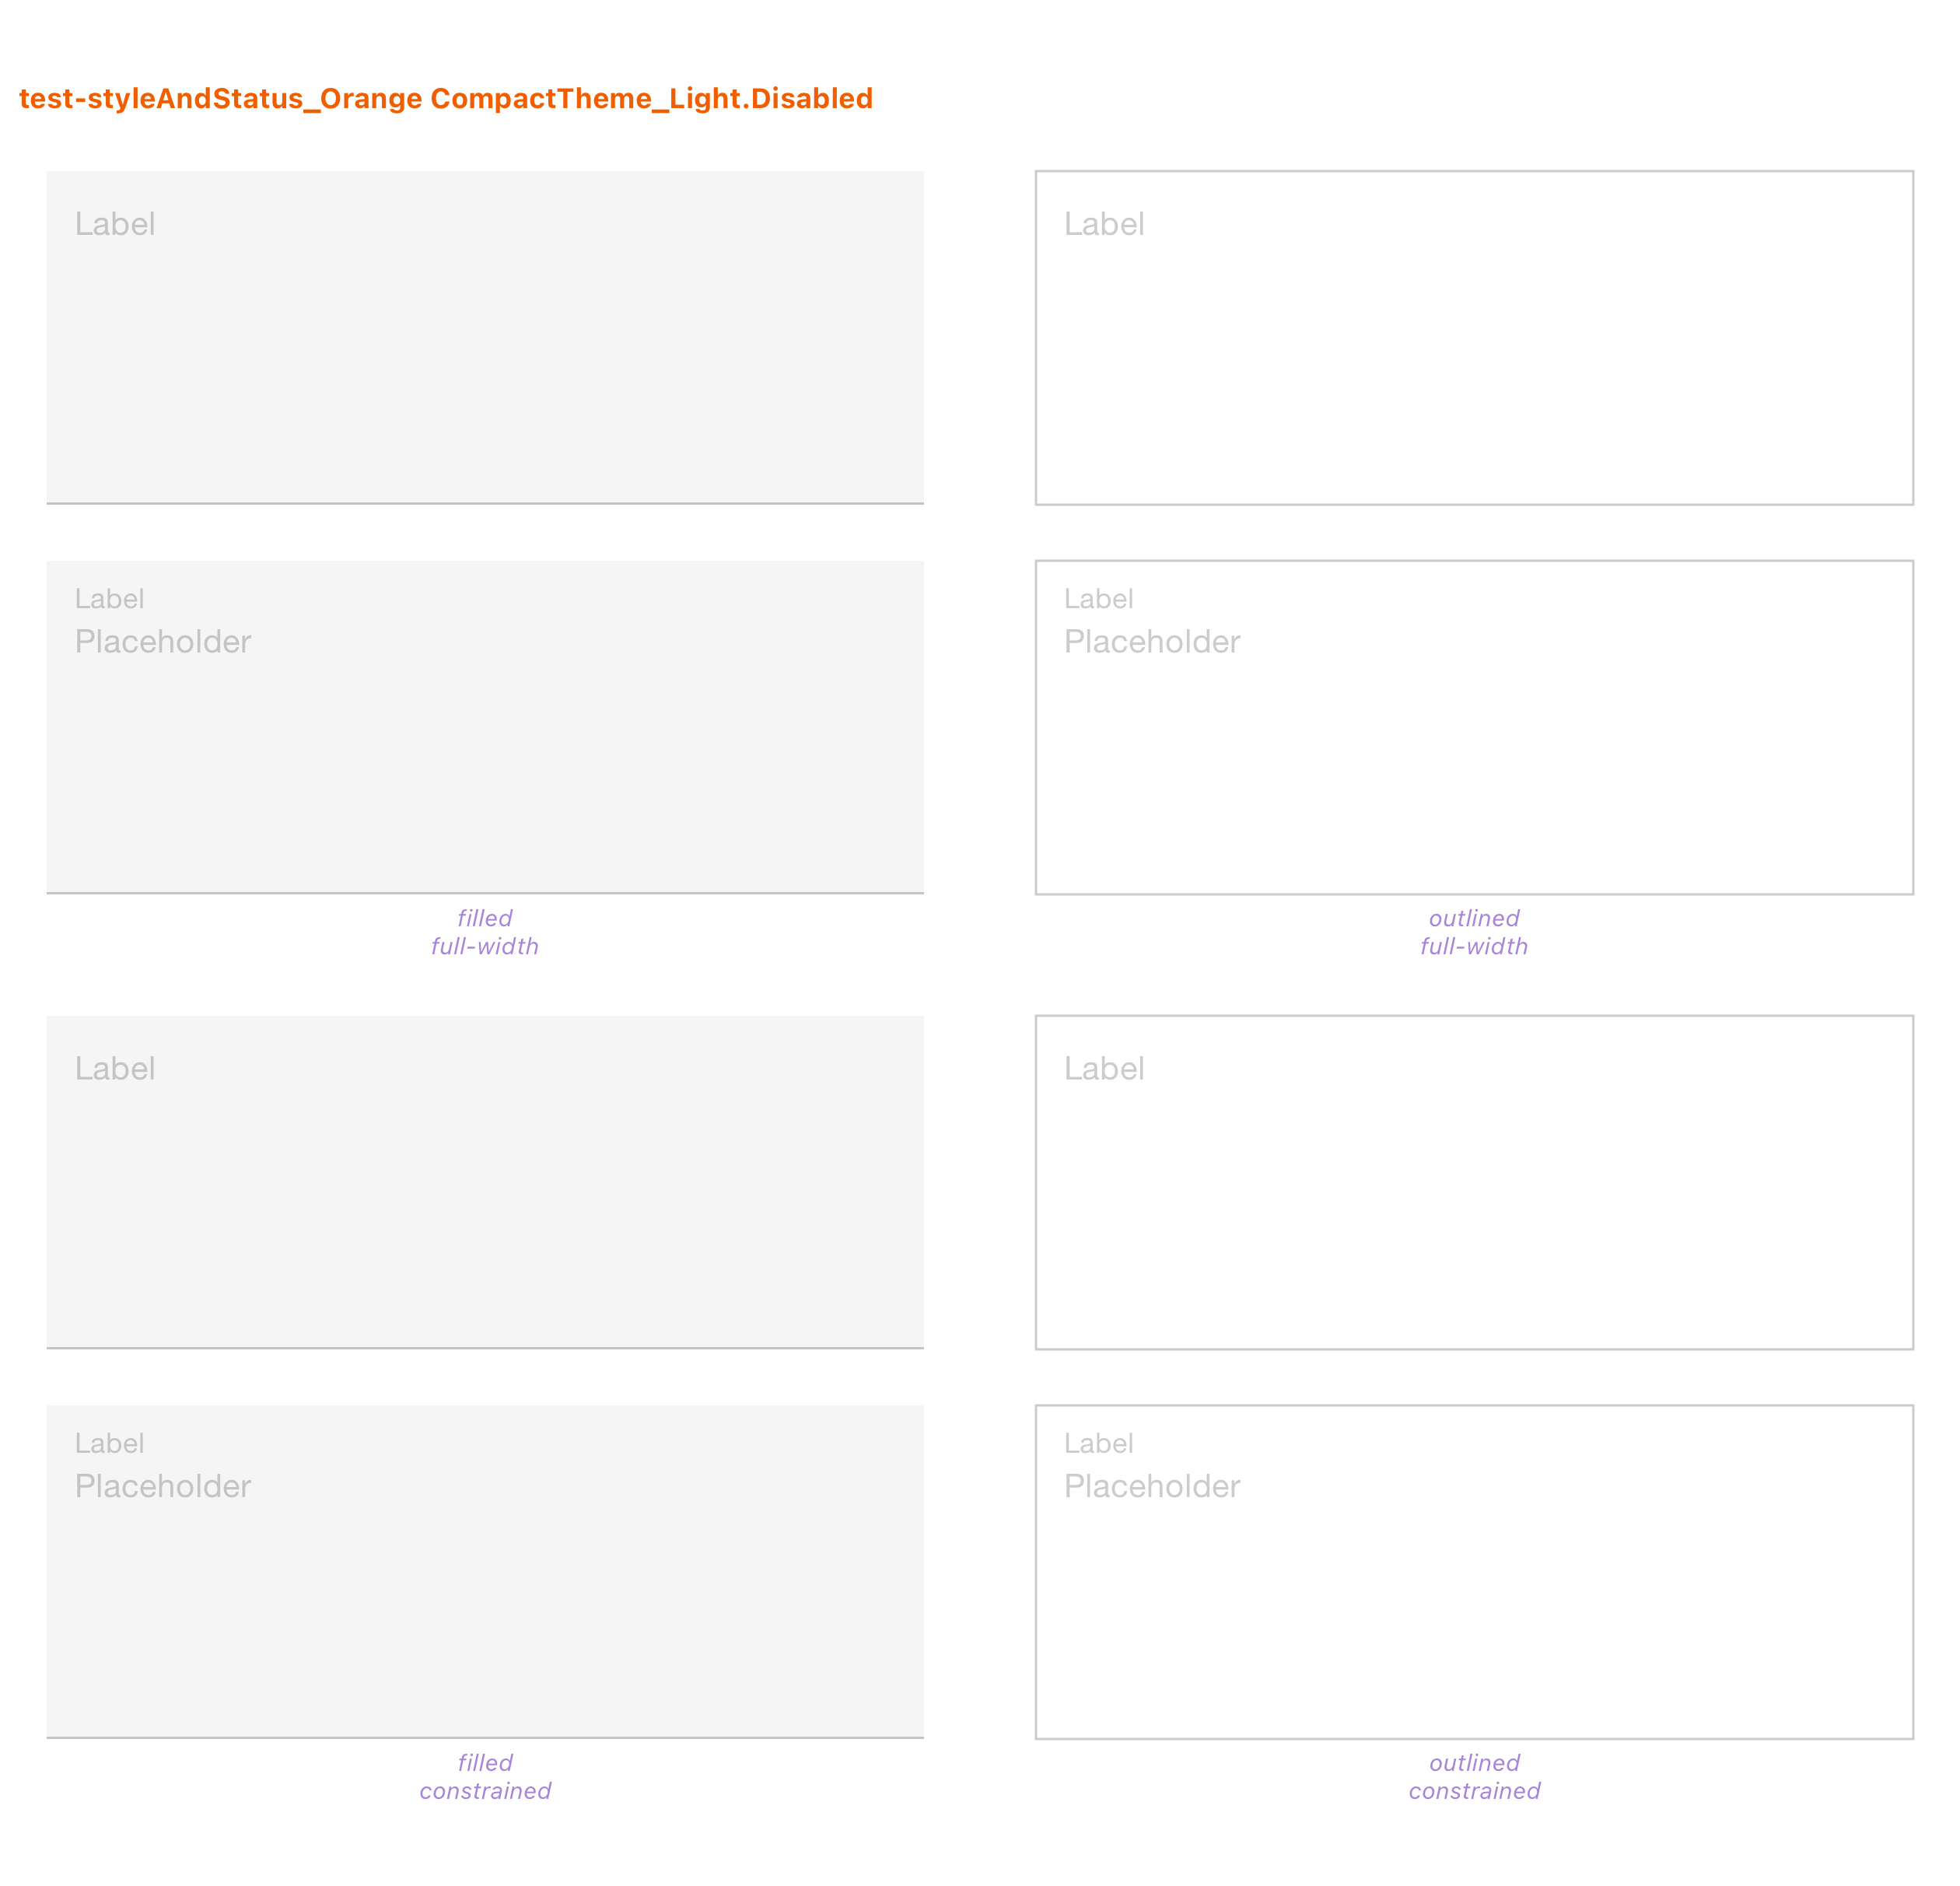 test-styleAndStatus_Orange CompactTheme_Light.Disabled
Label
Label
Label
Placeholder
Label
Placeholder
filled
full-width
outlined
full-width
Label
Label
Label
Placeholder
Label
Placeholder
filled
constrained
outlined
constrained